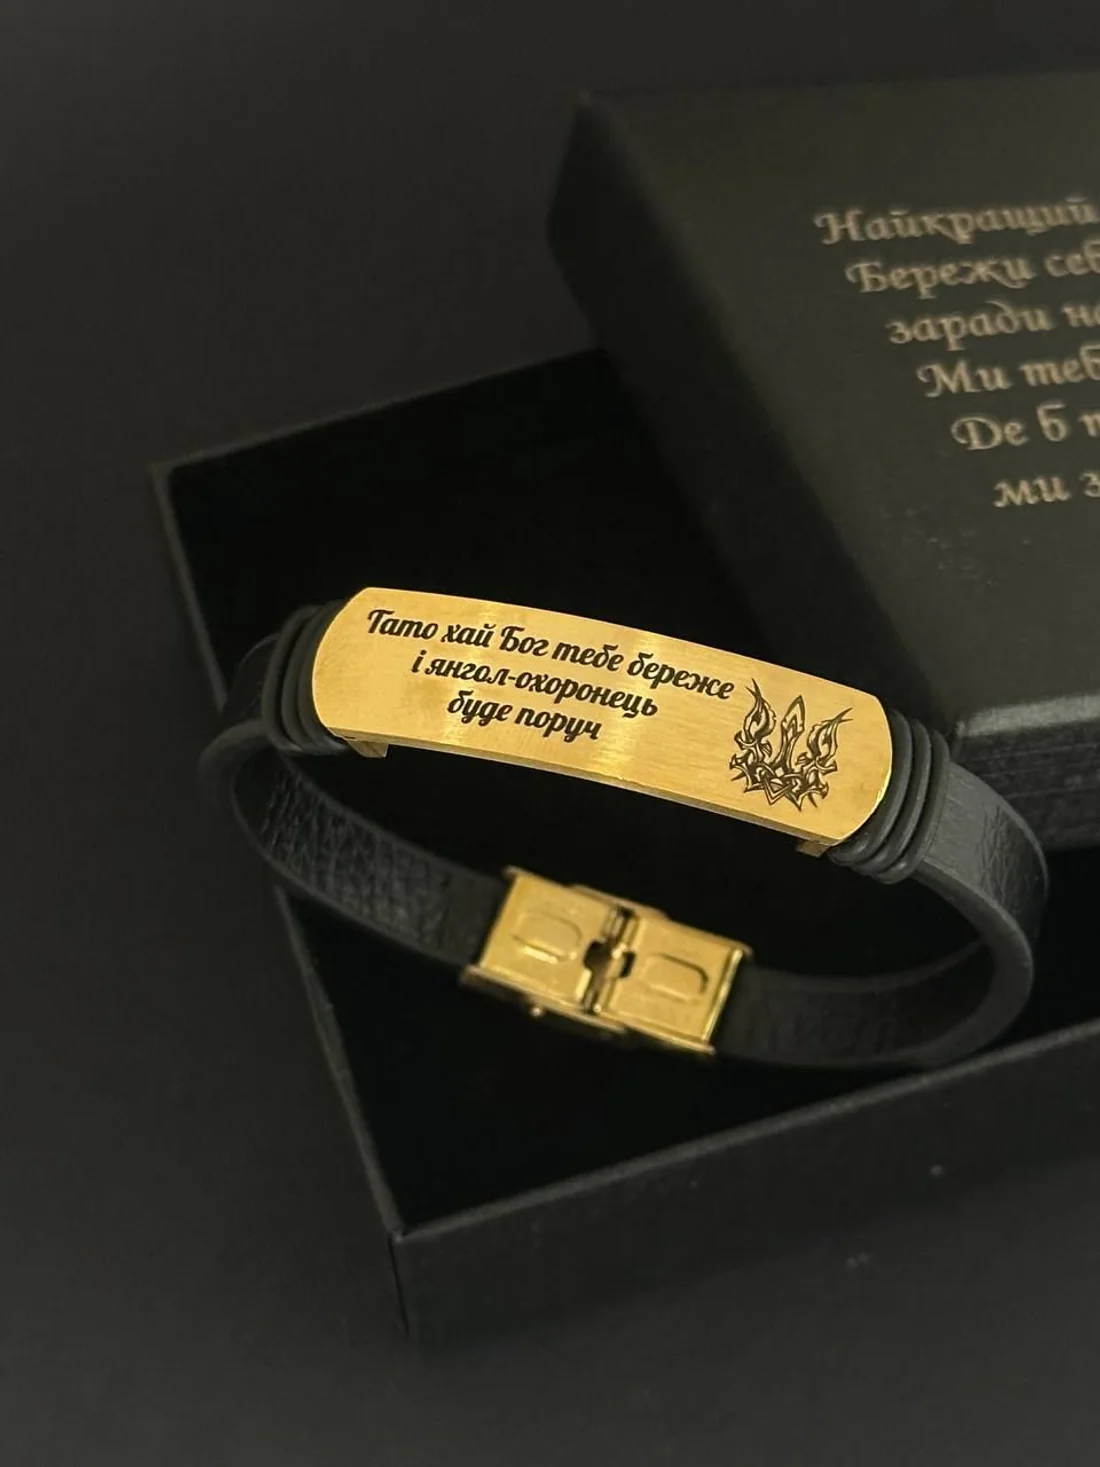 Найкращий
Бережи
заради
Ми
Де б
ми
Тато хай Бог тебе береже
і янгол-охоронець
буде поруч